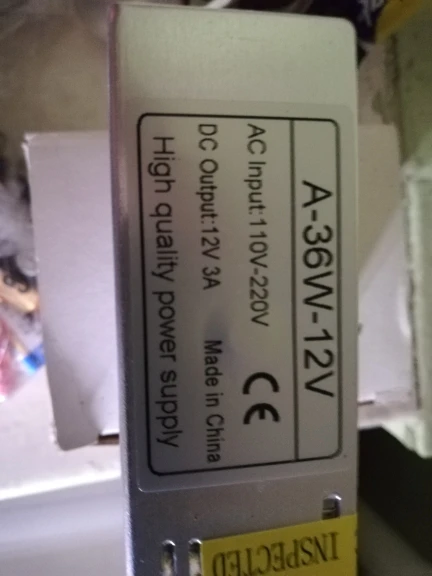 A-36W-12V
AC Input:110V-220V
CE
DC Output:12V 3A Made in China
High quality power supply
INSPECTED